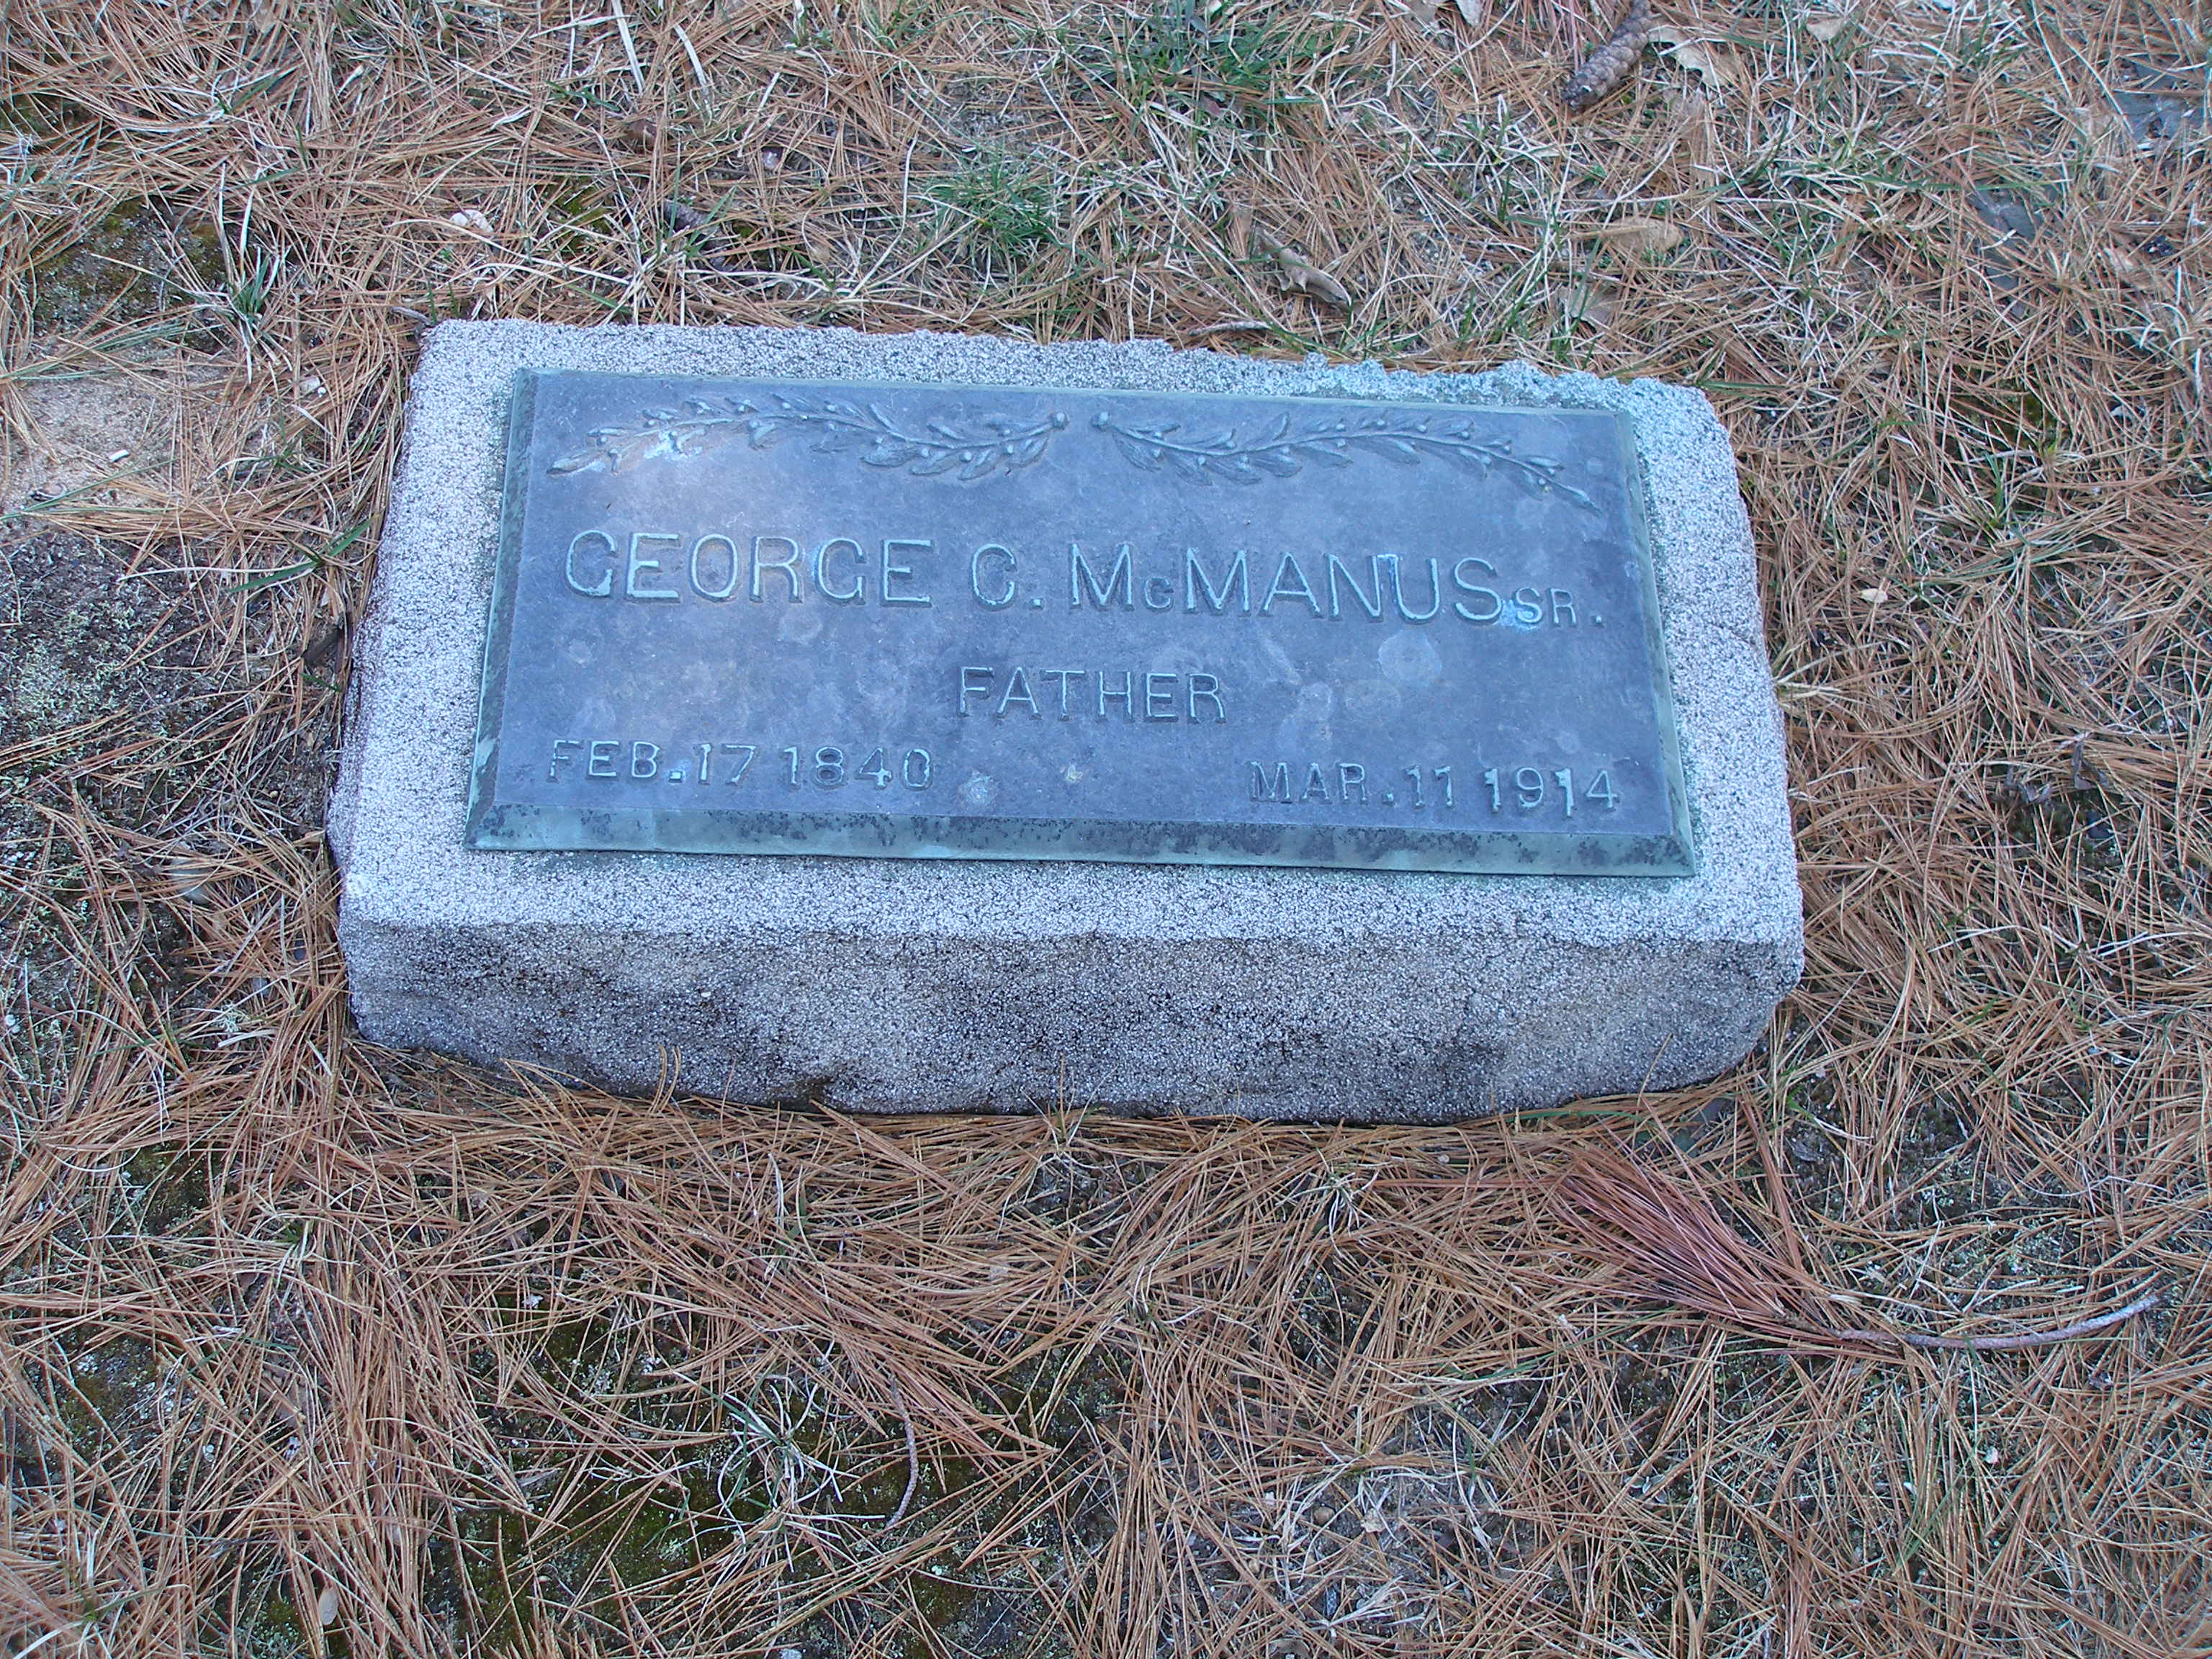 GEORGE C. McMANUS SR.
FATHER
FEB. 17 1840 MAR. 11 1914